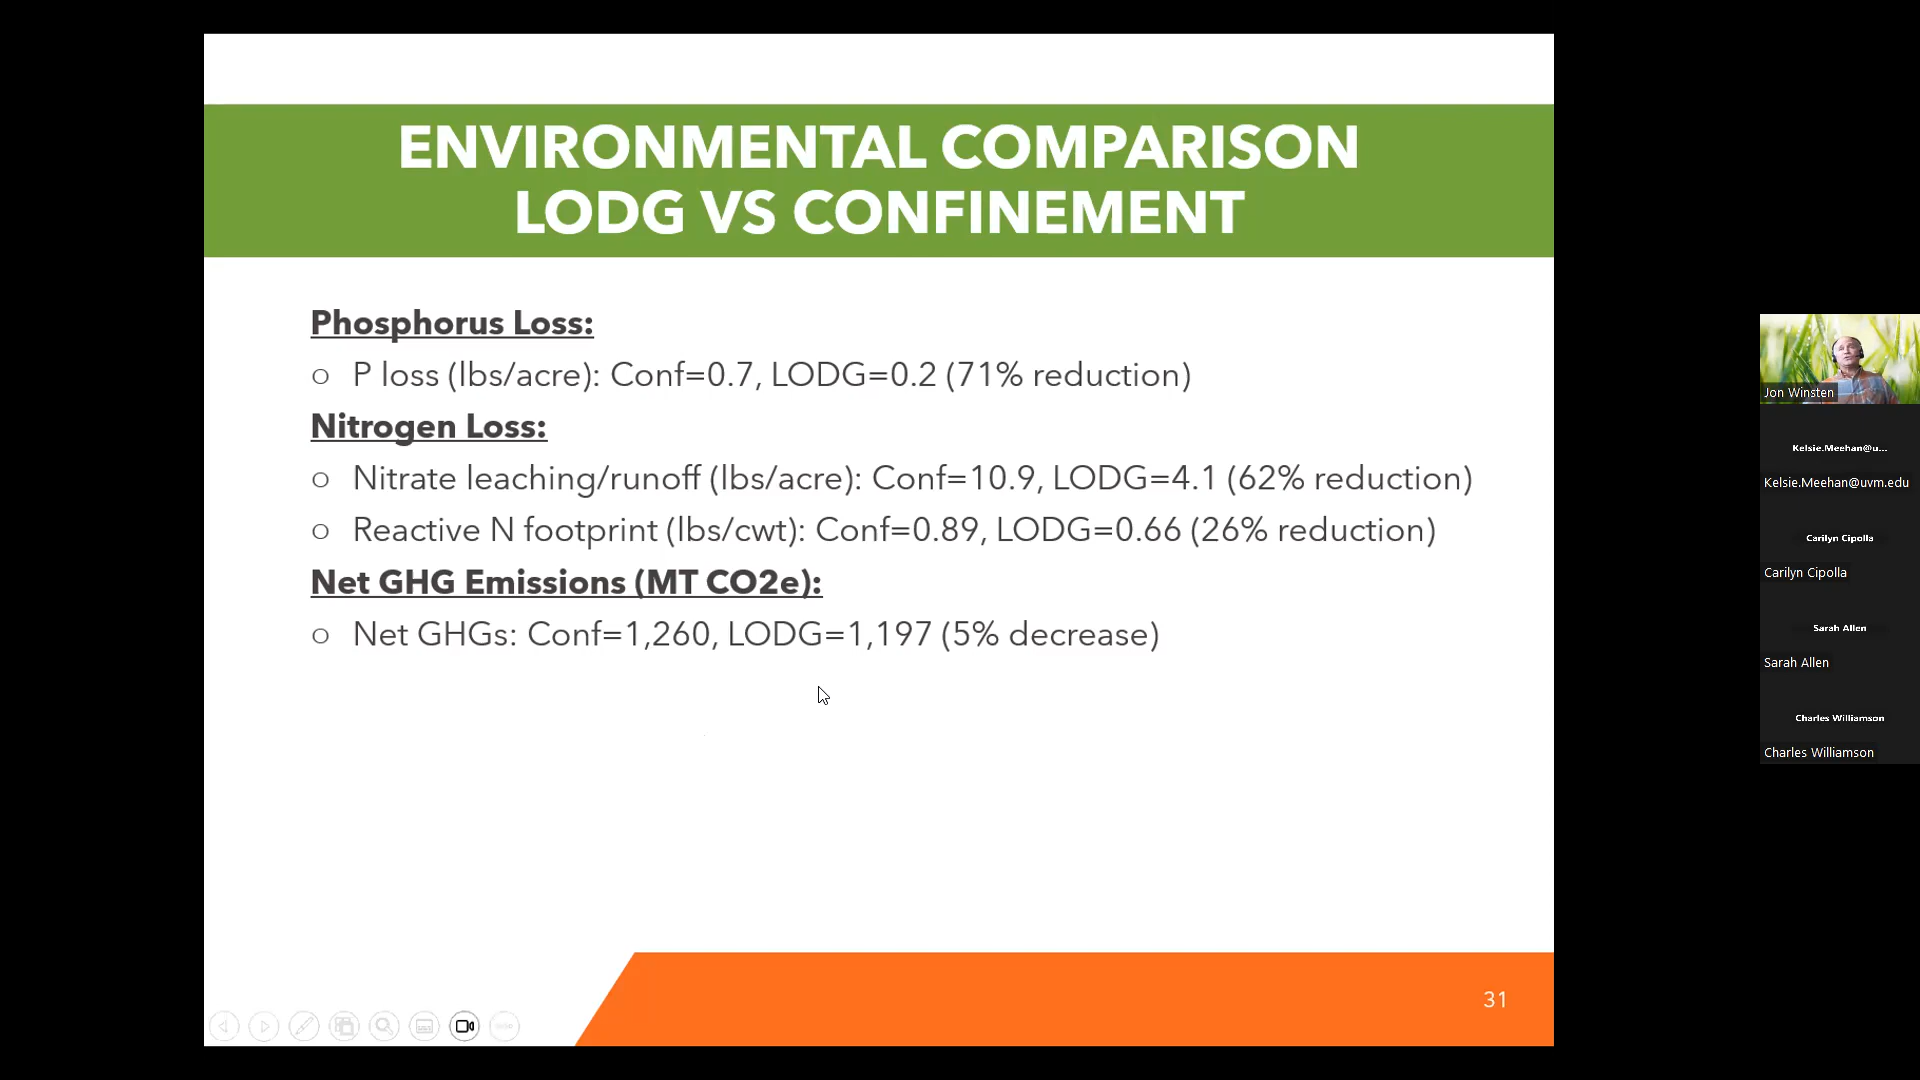 ENVIRONMENTAL COMPARISON
LODG VS CONFINEMENT
Phosphorus Loss:
○ P loss (lbs/acre): Conf=0.7, LODG=0.2 (71% reduction)
Nitrogen Loss:
○ Nitrate leaching/runoff (lbs/acre): Conf=10.9, LODG=4.1 (62% reduction)
○ Reactive N footprint (lbs/cwt): Conf=0.89, LODG=0.66 (26% reduction)
Net GHG Emissions (MT CO2e):
○ Net GHGs: Conf=1,260, LODG=1,197 (5% decrease)
31
Jon Winsten
Kelsie.Meehan@u...
Kelsie.Meehan@uvm.edu
Carilyn Cipolla
Carilyn Cipolla
Sarah Allen
Sarah Allen
Charles Williamson
Charles Williamson